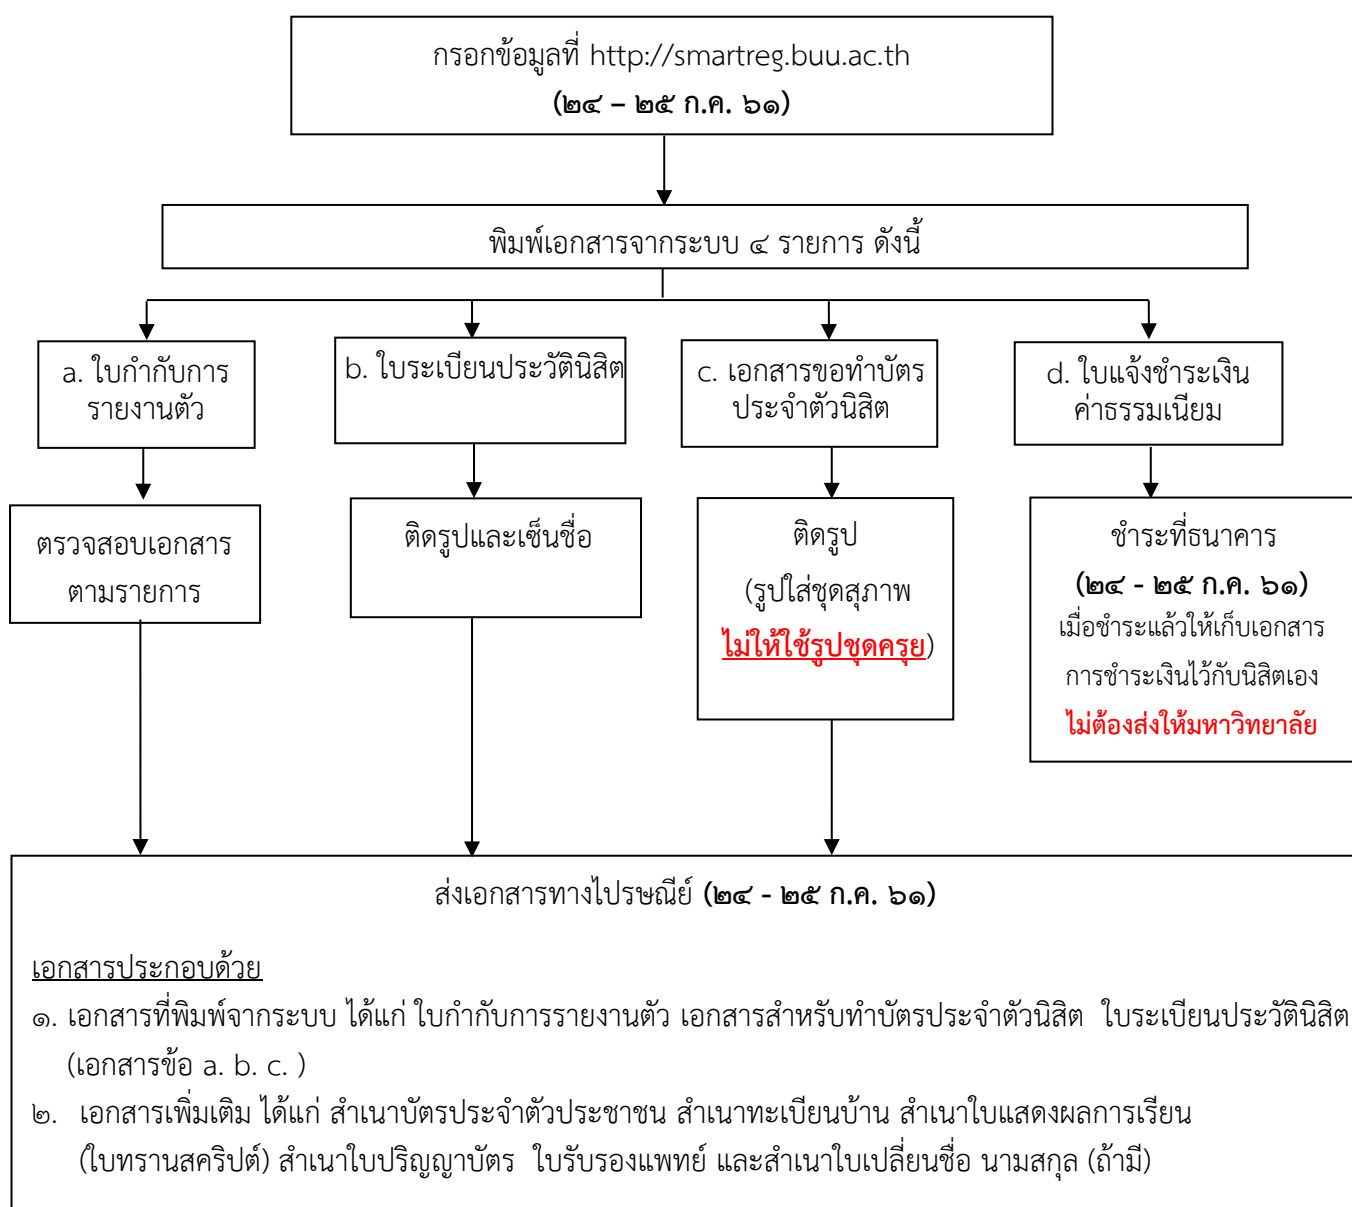 กรอกข้อมูลที่ http://smartreg.buu.ac.th
(๒๔ – ๒๕ ก.ค. ๖๑)
พิมพ์เอกสารจากระบบ ๔ รายการ ดังนี้
a. ใบกำกับการ
รายงานตัว
b. ใบระเบียนประวัตินิสิต
c. เอกสารขอทำบัตร
ประจำตัวนิสิต
d. ใบแจ้งชำระเงิน
ค่าธรรมเนียม
ตรวจสอบเอกสาร
ตามรายการ
ติดรูปและเซ็นชื่อ
ติดรูป
(รูปใส่ชุดสุภาพ
ไม่ให้ใช้รูปชุดครุย)
ชำระที่ธนาคาร
(๒๔ - ๒๕ ก.ค. ๖๑)
เมื่อชำระแล้วให้เก็บเอกสาร
การชำระเงินไว้กับนิสิตเอง
ไม่ต้องส่งให้มหาวิทยาลัย
ส่งเอกสารทางไปรษณีย์ (๒๔ - ๒๕ ก.ค. ๖๑)
เอกสารประกอบด้วย
๑. เอกสารที่พิมพ์จากระบบ ได้แก่ ใบกำกับการรายงานตัว เอกสารสำหรับทำบัตรประจำตัวนิสิต ใบระเบียนประวัตินิสิต
(เอกสารข้อ a. b. c. )
๒. เอกสารเพิ่มเติม ได้แก่ สำเนาบัตรประจำตัวประชาชน สำเนาทะเบียนบ้าน สำเนาใบแสดงผลการเรียน
(ใบทรานสคริปต์) สำเนาใบปริญญาบัตร ใบรับรองแพทย์ และสำเนาใบเปลี่ยนชื่อ นามสกุล (ถ้ามี)